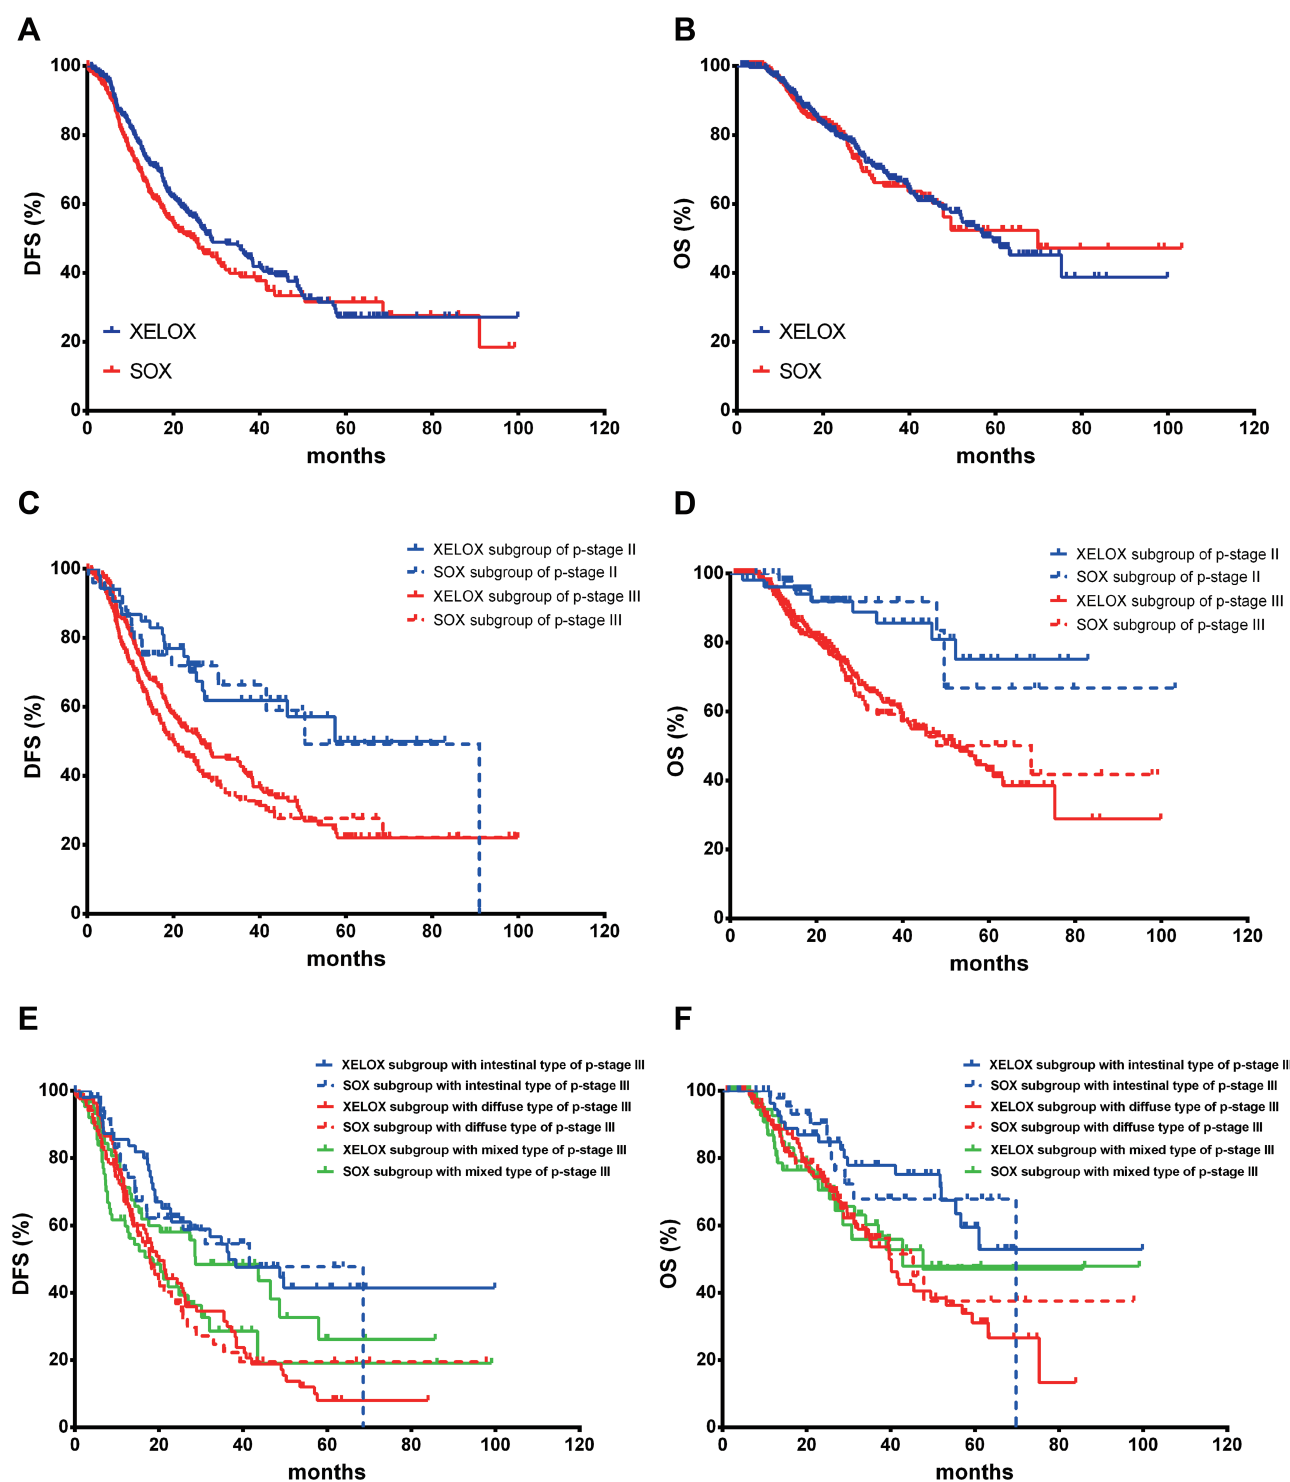 A
100
80
60
40
20
0
DFS (%)
XELOX
SOX
0 20 40 60 80 100 120
months
B
100
80
60
40
20
0
OS (%)
XELOX
SOX
0 20 40 60 80 100 120
months
C
XELOX subgroup of p-stage II
SOX subgroup of p-stage II
XELOX subgroup of p-stage III
SOX subgroup of p-stage III
100
80
60
40
20
0
DFS (%)
0 20 40 60 80 100 120
months
D
XELOX subgroup of p-stage II
SOX subgroup of p-stage II
XELOX subgroup of p-stage III
SOX subgroup of p-stage III
100
80
60
40
20
0
OS (%)
0 20 40 60 80 100 120
months
E
XELOX subgroup with intestinal type of p-stage III
SOX subgroup with intestinal type of p-stage III
XELOX subgroup with diffuse type of p-stage III
SOX subgroup with diffuse type of p-stage III
XELOX subgroup with mixed type of p-stage III
SOX subgroup with mixed type of p-stage III
100
80
60
40
20
0
DFS (%)
0 20 40 60 80 100 120
months
F
XELOX subgroup with intestinal type of p-stage II
SOX subgroup with intestinal type of p-stage III
XELOX subgroup with diffuse type of p-stage III
SOX subgroup with diffuse type of p-stage III
XELOX subgroup with mixed type of p-stage III
SOX subgroup with mixed type of p-stage III
100
80
60
40
20
0
OS (%)
0 20 40 60 80 100 120
months